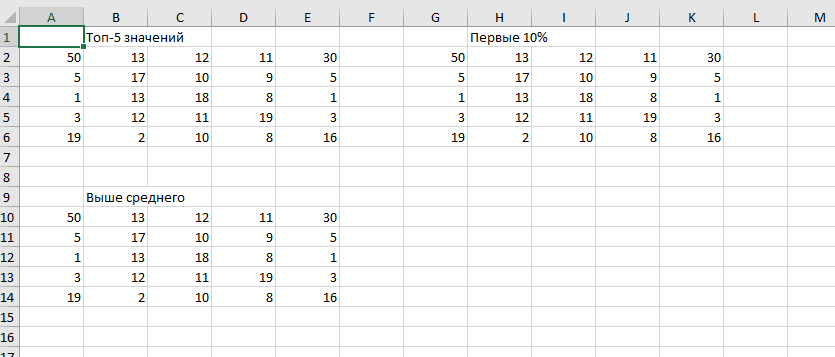 A B C D E F G H I J K L M
1 Топ-5 значений Первые 10%
2 50 13 12 11 30 50 13 12 11 30
3 5 17 10 9 5 5 17 10 9 5
4 1 13 18 8 1 1 13 18 8 1
5 3 12 11 19 3 3 12 11 19 3
6 19 2 10 8 16 19 2 10 8 16
7
8
9 Выше среднего
10 50 13 12 11 30
11 5 17 10 9 5
12 1 13 18 8 1
13 3 12 11 19 3
14 19 2 10 8 16
15
16
17